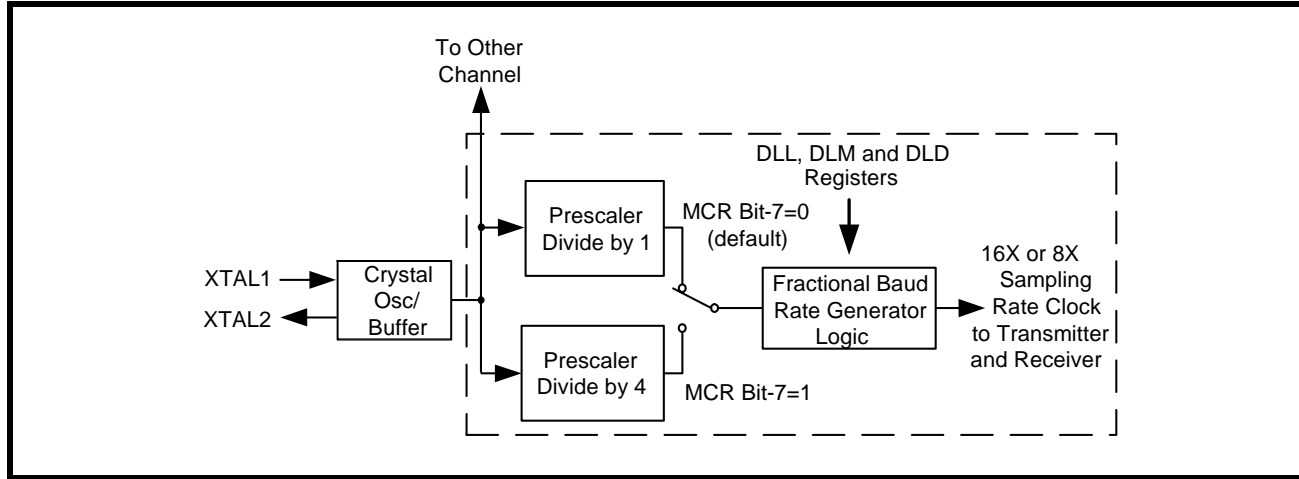 To Other
Channel
DLL, DLM and DLD
Registers
Prescaler
Divide by 1
MCR Bit-7=0
(default)
XTAL1
XTAL2
Crystal
Osc/
Buffer
Fractional Baud
Rate Generator
Logic
16X or 8X
Sampling
Rate Clock
to Transmitter
and Receiver
Prescaler
Divide by 4
MCR Bit-7=1